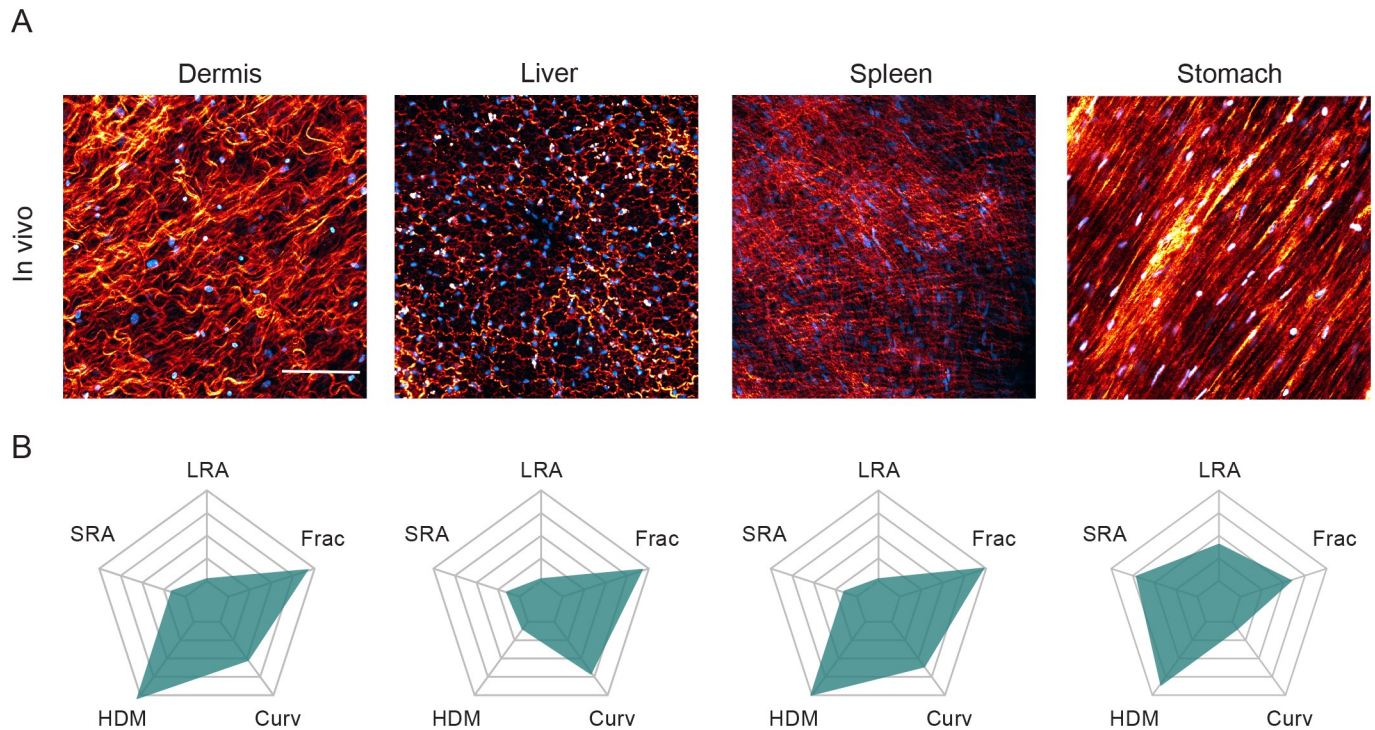 A
Dermis Liver Spleen Stomach
In vivo
B
LRA LRA LRA LRA
SRA Frac SRA Frac SRA Frac SRA Frac
HDM Curv HDM Curv HDM Curv HDM Curv